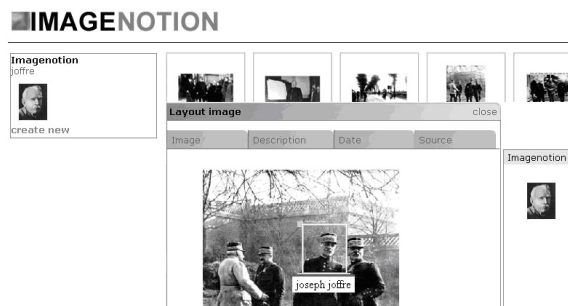 IMAGENOTION
Imagenotion
joffre
create new
Layout image
close
Image
Description
Date
Source
Imagenotion
joseph joffre